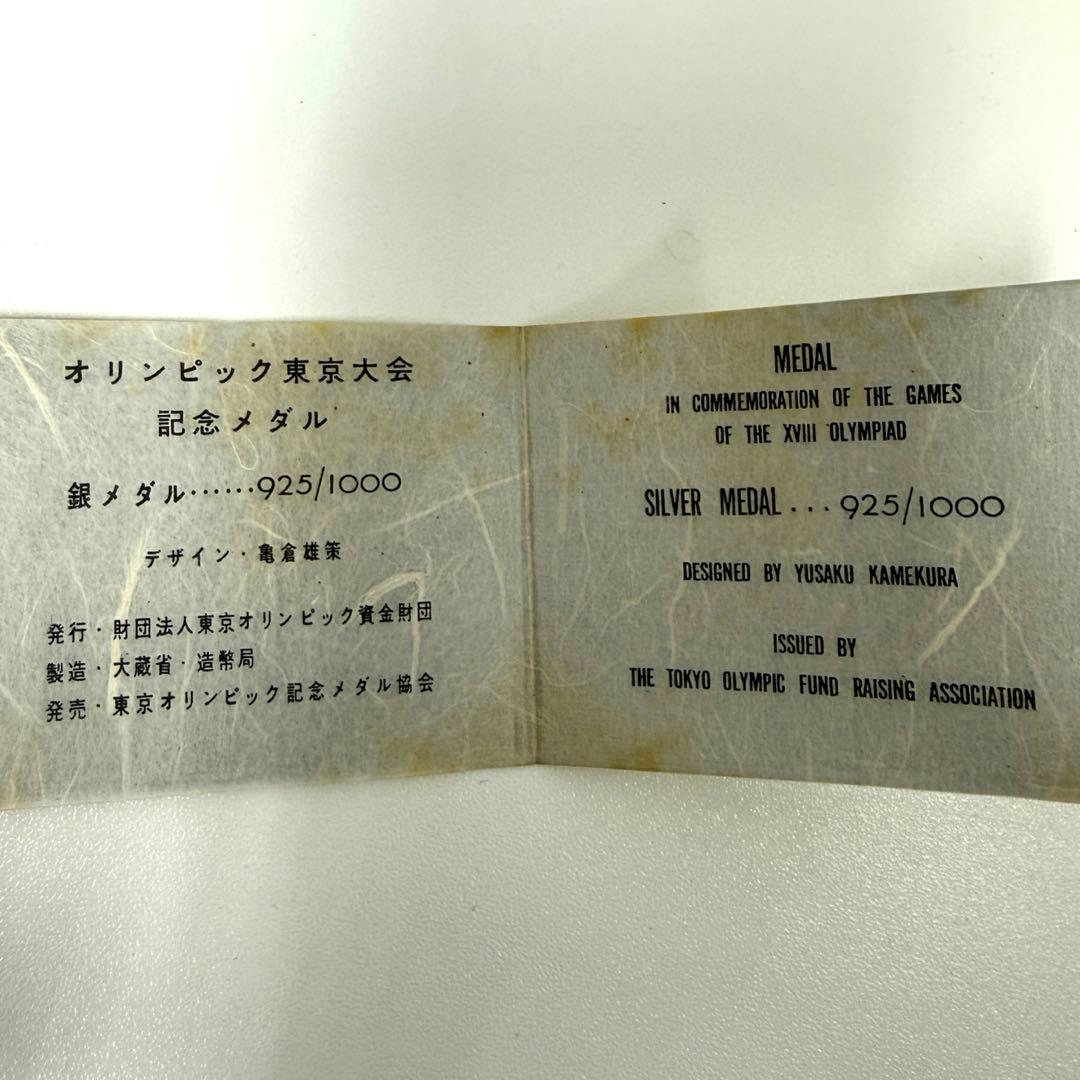 オリンピック東京大会
記念メダル
銀メダル······925/1000
デザイン・亀倉雄策
発行・財団法人東京オリンピック資金財団
製造・大蔵省・造幣局
発売・東京オリンピック記念メダル協会
MEDAL
IN COMMEMORATION OF THE GAMES
OF THE XVIII OLYMPIAD
SILVER MEDAL...925/1000
DESIGNED BY YUSAKU KAMEKURA
ISSUED BY
THE TOKYO OLYMPIC FUND RAISING ASSOCIATION